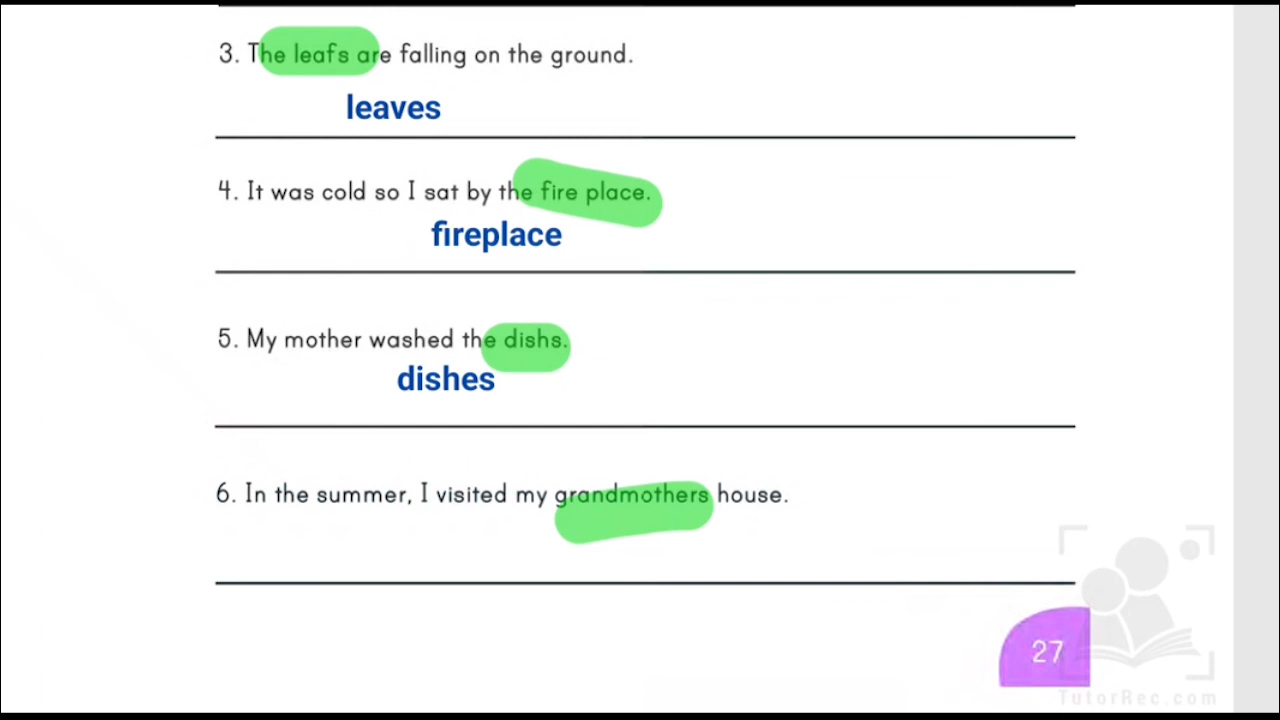 3. The leafs are falling on the ground.
leaves
4. It was cold so I sat by the fire place.
fireplace
5. My mother washed the dishs.
dishes
6. In the summer, I visited my grandmothers house.
27
TutorRec.com